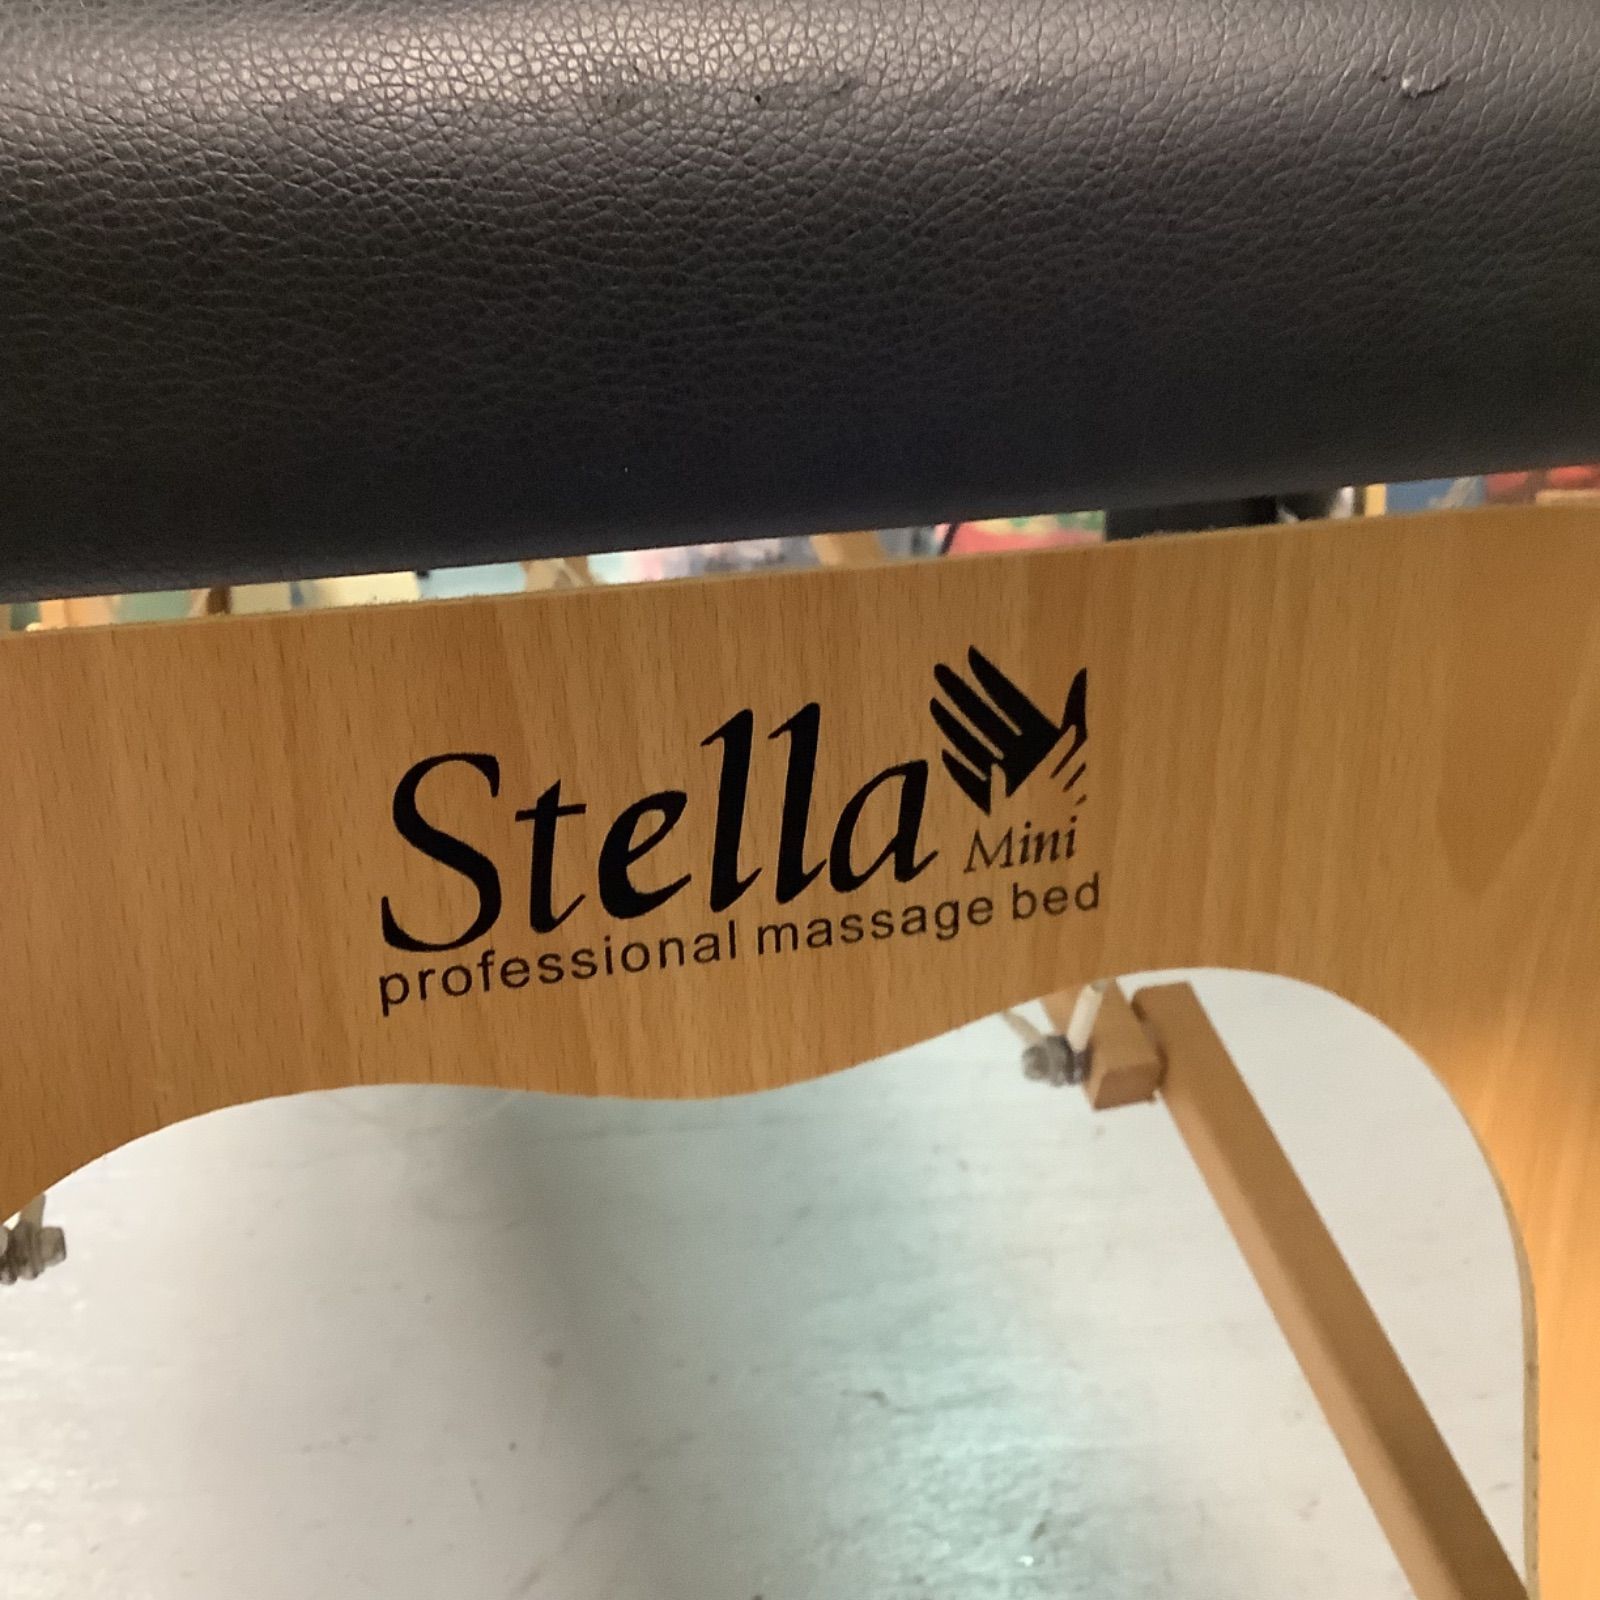 Stella
Mini
professional massage bed